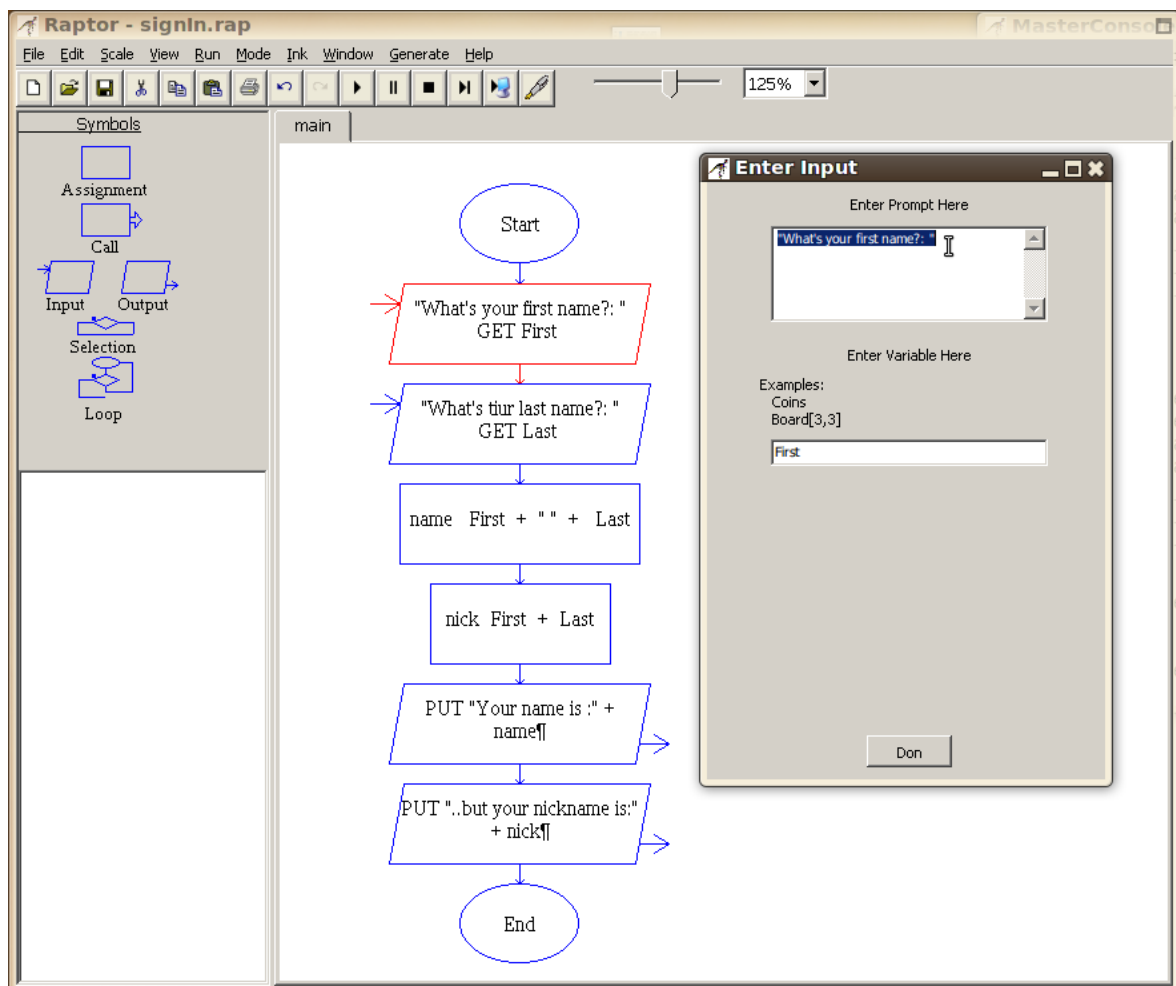 Raptor - signIn.rap
MasterConso
File Edit Scale View Run Mode Ink Window Generate Help
125%
Symbols
Assignment
Call
Input Output
Selection
Loop
main
Start
"What's your first name?: "
GET First
"What's tiur last name?: "
GET Last
name First + " " + Last
nick First + Last
PUT "Your name is :" +
name¶
PUT "..but your nickname is:"
+ nick¶
End
Enter Input
Enter Prompt Here
"What's your first name?: "
Enter Variable Here
Examples:
Coins
Board[3,3]
First
Don